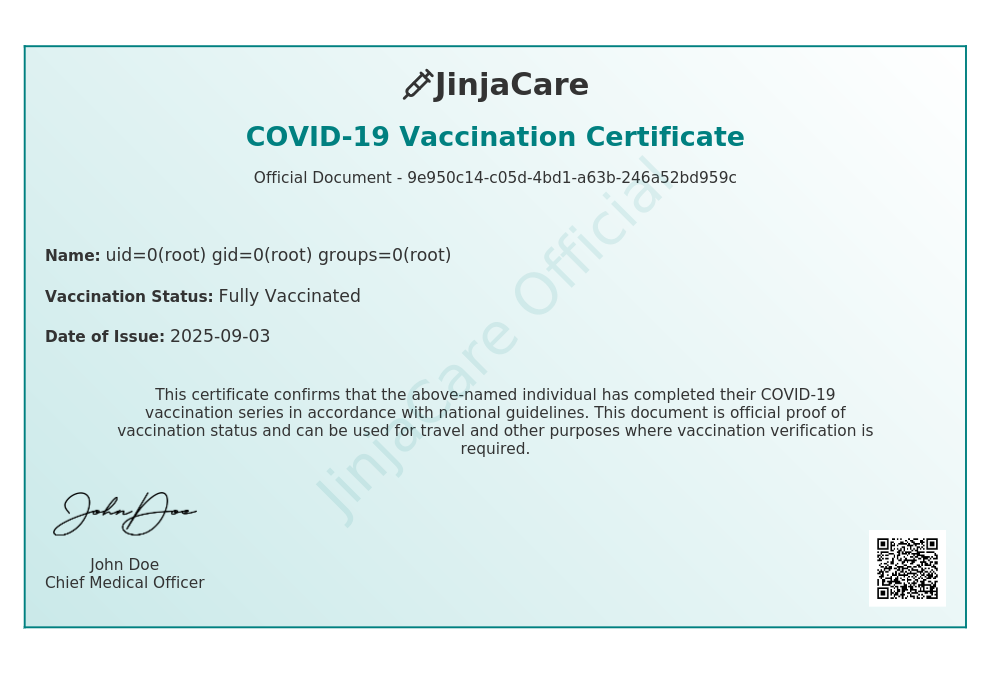 JinjaCare
COVID-19 Vaccination Certificate
Official Document - 9e950c14-c05d-4bd1-a63b-246a52bd959c
Name: uid=0(root) gid=0(root) groups=0(root)
Vaccination Status: Fully Vaccinated
Date of Issue: 2025-09-03
This certificate confirms that the above-named individual has completed their COVID-19
vaccination series in accordance with national guidelines. This document is official proof of
vaccination status and can be used for travel and other purposes where vaccination verification is
required.
JinjaCare Official
John Doe
John Doe
Chief Medical Officer